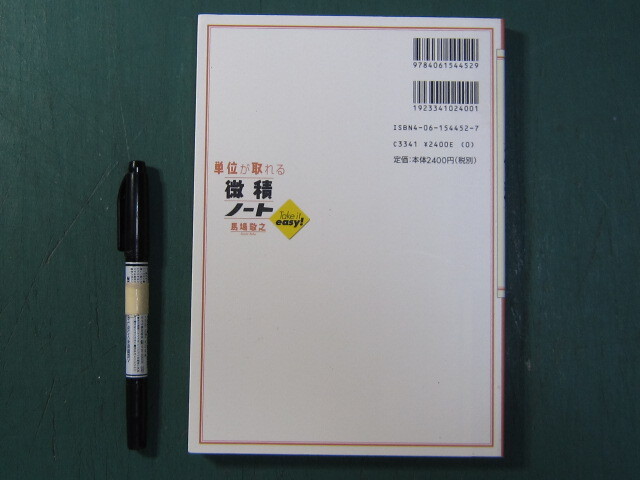 9784061544529
1923341024001
ISBN4-06-154452-7
C3341 ¥2400E (0)
定価:本体2400円(税別)
単位が取れる
微積
ノート
Take it
easy!
馬場敬之